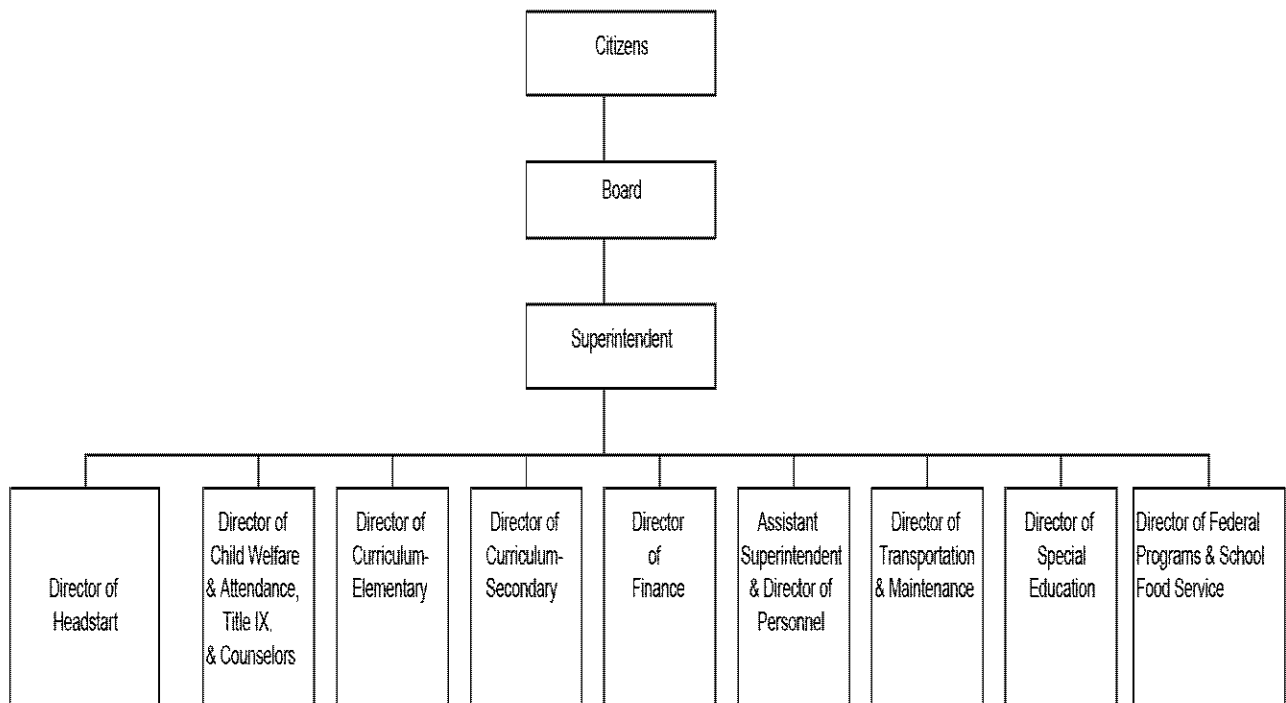 Citizens
Board
Superintendent
Director of
Headstart
Director of
Child Welfare
& Attendance,
Title IX,
& Counselors
Director of
Curriculum-
Elementary
Director of
Curriculum-
Secondary
Director
of
Finance
Assistant
Superintendent
& Director of
Personnel
Director of
Transportation
& Maintenance
Director of
Special
Education
Director of Federal
Programs & School
Food Service